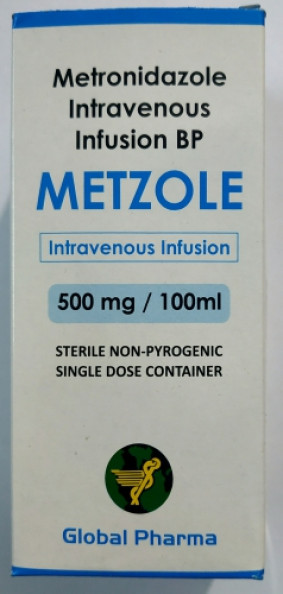 Metronidazole
Intravenous
Infusion BP
METZOLE
Intravenous Infusion
500 mg / 100ml
STERILE NON-PYROGENIC
SINGLE DOSE CONTAINER
Global Pharma